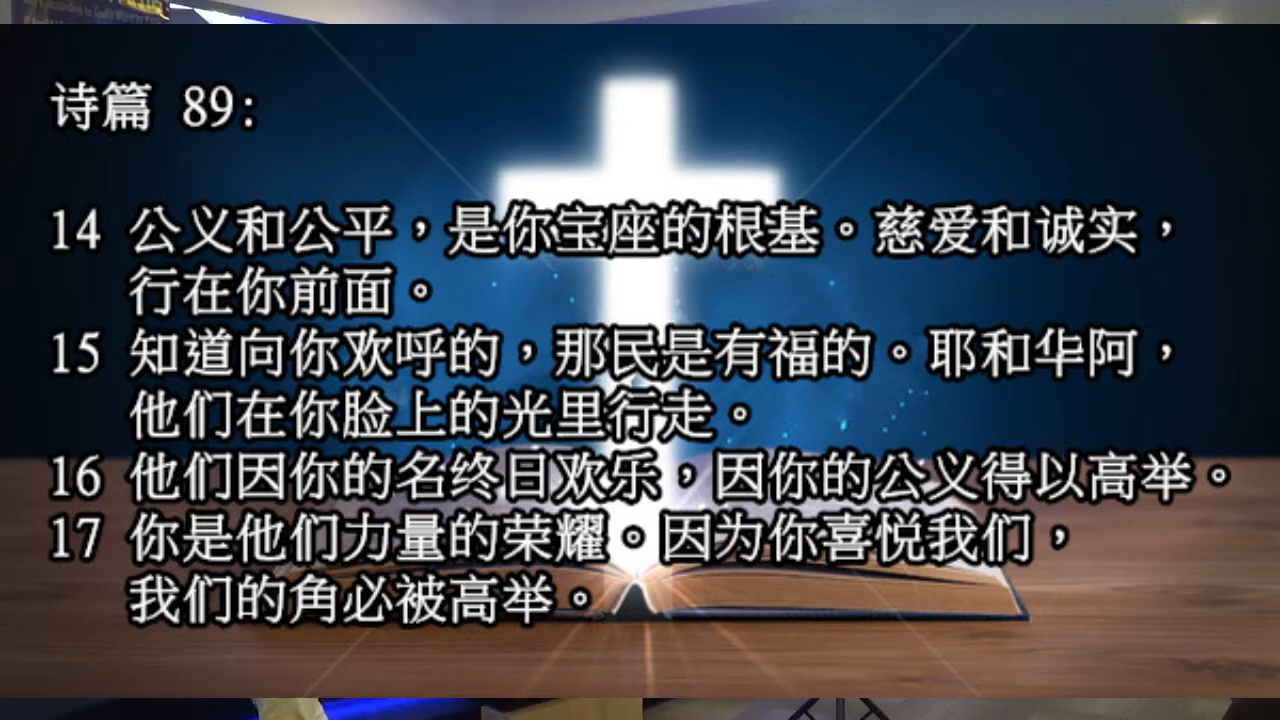 诗篇 89:
14 公义和公平，是你宝座的根基。慈爱和诚实，
行在你前面。
15 知道向你欢呼的，那民是有福的。耶和华阿，
他们在你脸上的光里行走。
16 他们因你的名终日欢乐，因你的公义得以高举。
17 你是他们力量的荣耀。因为你喜悦我们，
我们的角必被高举。